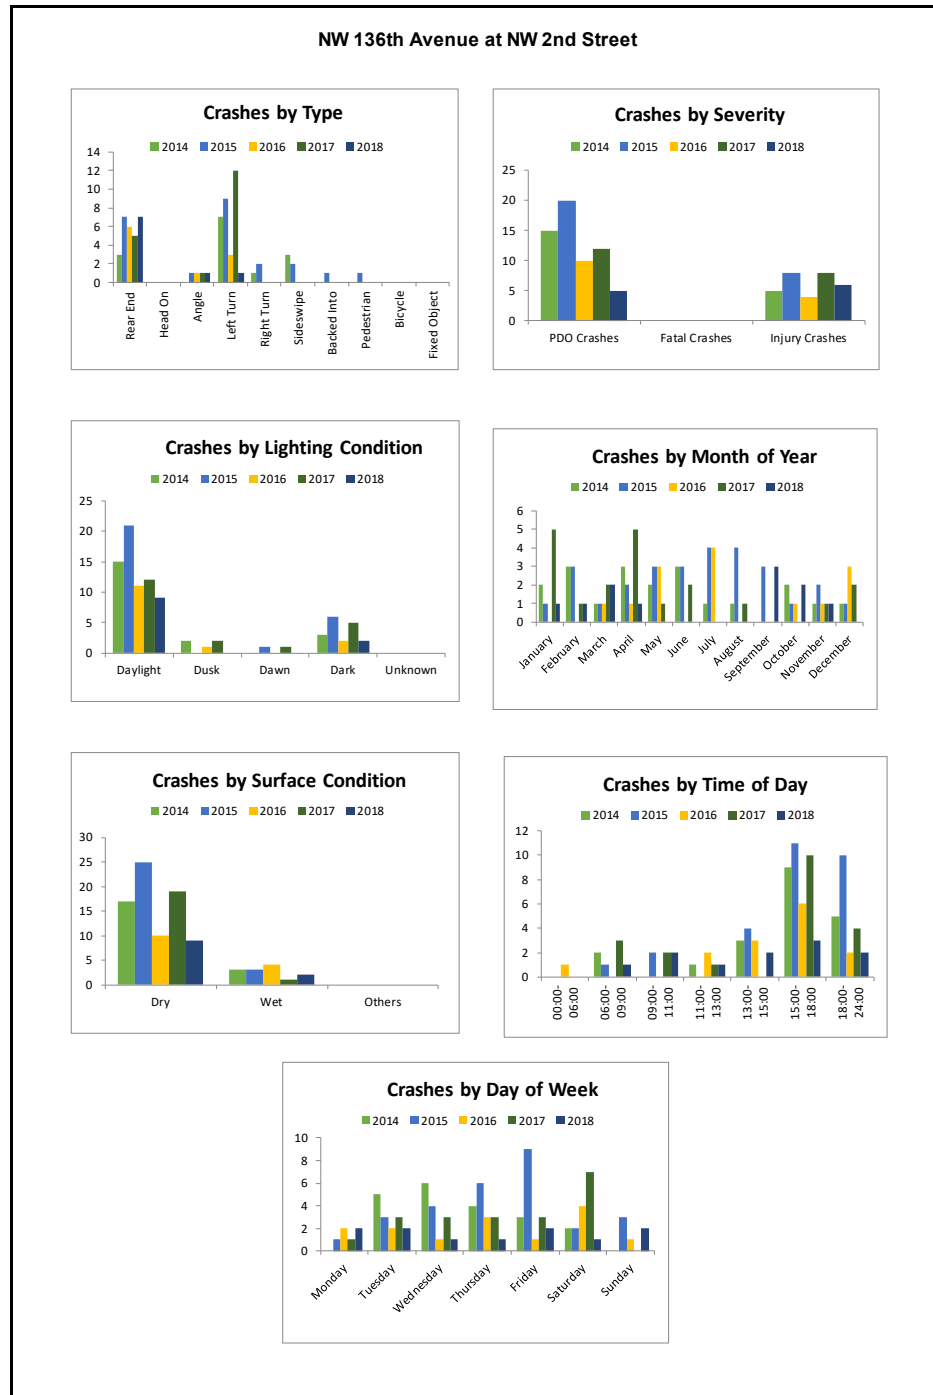 NW 136th Avenue at NW 2nd Street
Crashes by Type
2014 2015 2016 2017 2018
14
12
10
8
6
4
2
0
Rear End
Head On
Angle
Left Turn
Right Turn
Sideswipe
Backed Into
Pedestrian
Bicycle
Fixed Object
Crashes by Severity
2014 2015 2016 2017 2018
25
20
15
10
5
0
PDO Crashes Fatal Crashes Injury Crashes
Crashes by Lighting Condition
2014 2015 2016 2017 2018
25
20
15
10
5
0
Daylight Dusk Dawn Dark Unknown
Crashes by Month of Year
2014 2015 2016 2017 2018
6
5
4
3
2
1
0
January
February
March
April
May
June
July
August
September
October
November
December
Crashes by Surface Condition
2014 2015 2016 2017 2018
30
25
20
15
10
5
0
Dry Wet Others
Crashes by Time of Day
2014 2015 2016 2017 2018
12
10
8
6
4
2
0
00:00-
06:00
06:00-
09:00
09:00-
11:00
11:00-
13:00
13:00-
15:00
15:00-
18:00
18:00-
24:00
Crashes by Day of Week
2014 2015 2016 2017 2018
10
8
6
4
2
0
Monday
Tuesday
Wednesday
Thursday
Friday
Saturday
Sunday